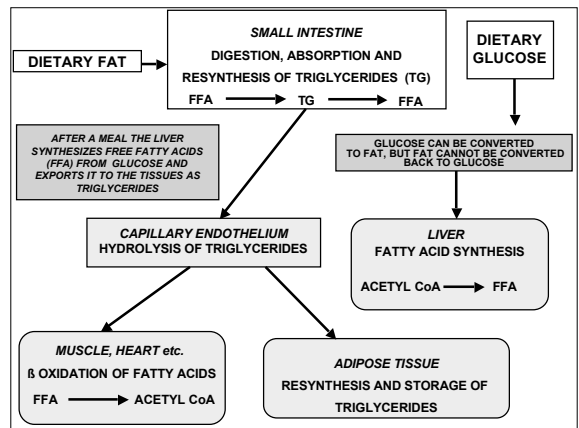 SMALL INTESTINE
DIGESTION, ABSORPTION AND
RESYNTHESIS OF TRIGLYCERIDES (TG)
FFA TG FFA
DIETARY FAT
DIETARY
GLUCOSE
AFTER A MEAL THE LIVER
SYNTHESIZES FREE FATTY ACIDS
(FFA) FROM GLUCOSE AND
EXPORTS IT TO THE TISSUES AS
TRIGLYCERIDES
GLUCOSE CAN BE CONVERTED
TO FAT, BUT FAT CANNOT BE CONVERTED
BACK TO GLUCOSE
CAPILLARY ENDOTHELIUM
HYDROLYSIS OF TRIGLYCERIDES
LIVER
FATTY ACID SYNTHESIS
ACETYL CoA FFA
MUSCLE, HEART etc.
ß OXIDATION OF FATTY ACIDS
FFA ACETYL CoA
ADIPOSE TISSUE
RESYNTHESIS AND STORAGE OF
TRIGLYCERIDES